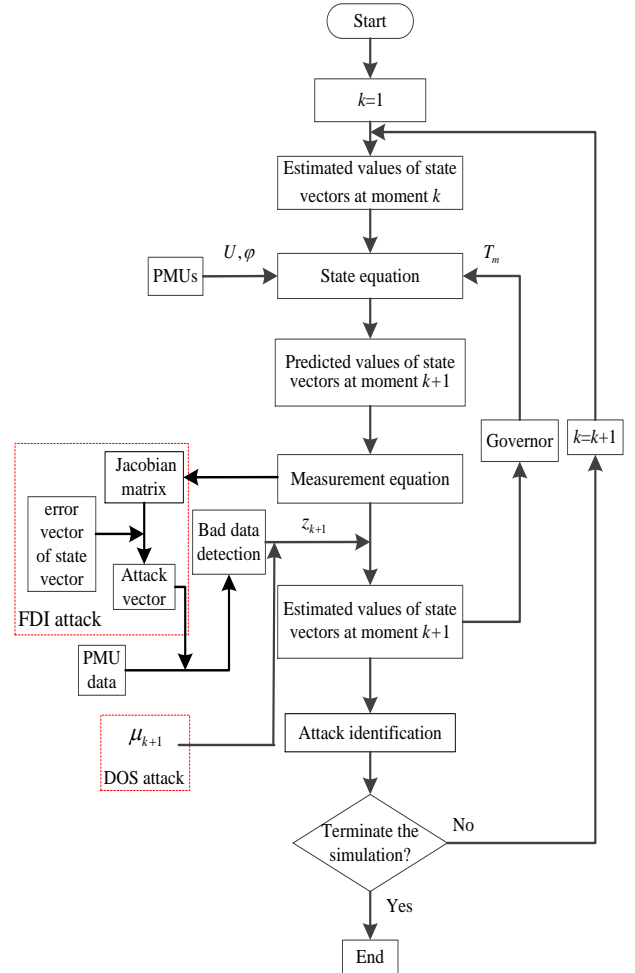 Start
k=1
Estimated values of state
vectors at moment k
U, φ
T_m
PMUs
State equation
Predicted values of state
vectors at moment k+1
Governor
k=k+1
Jacobian
matrix
Measurement equation
error
vector
of state
vector
Bad data
detection
z_{k+1}
Attack
vector
FDI attack
Estimated values of state
vectors at moment k+1
PMU
data
μ_{k+1}
DOS attack
Attack identification
Terminate the
simulation?
No
Yes
End